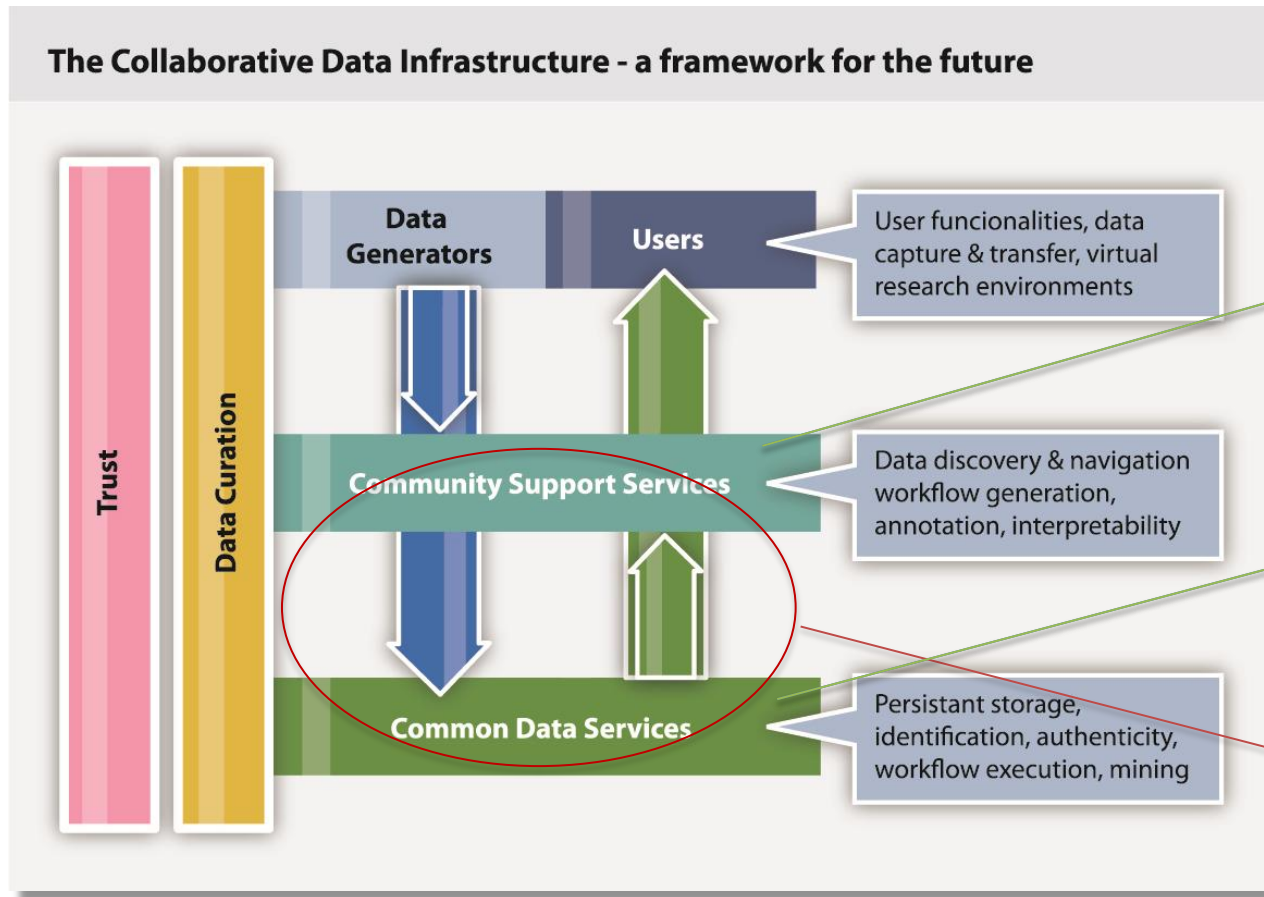 The Collaborative Data Infrastructure - a framework for the future
Trust
Data Curation
Data
Generators
Users
User funcionalities, data
capture & transfer, virtual
research environments
Community Support Services
Data discovery & navigation
workflow generation,
annotation, interpretability
Common Data Services
Persistant storage,
identification, authenticity,
workflow execution, mining